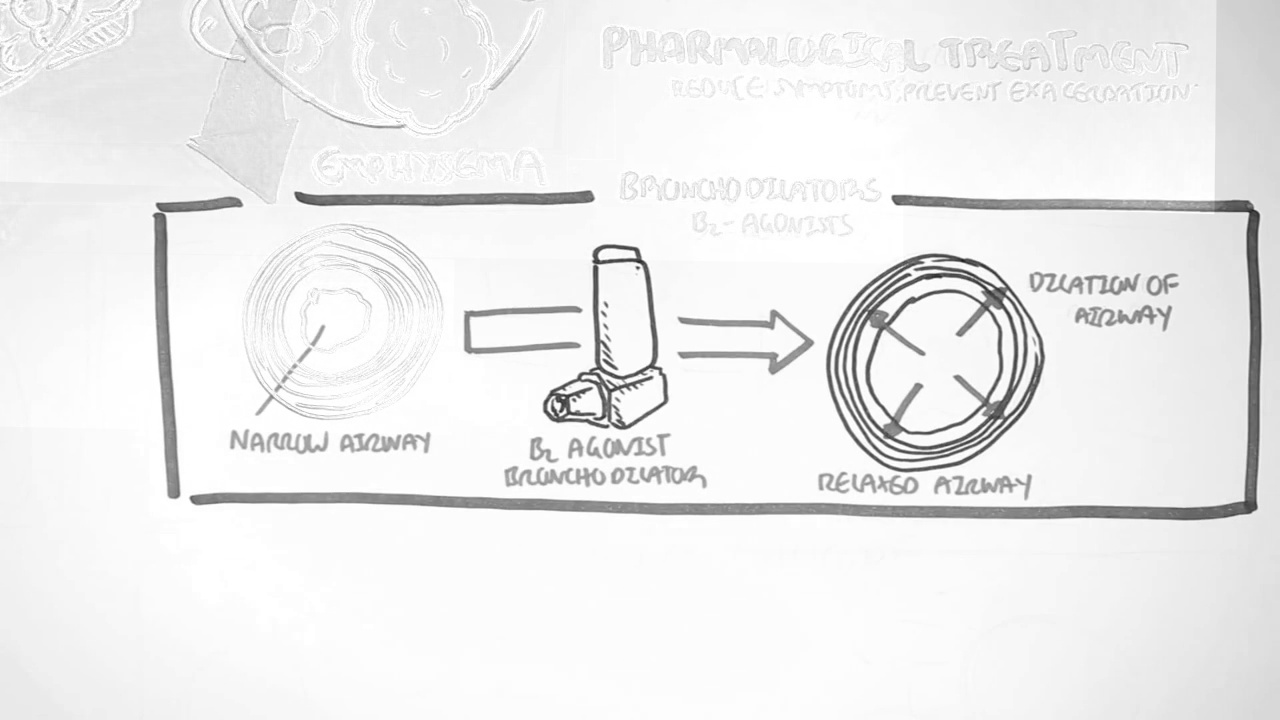 PHARMALOGICAL TREATMENT
REDUCE SYMPTOMS, PREVENT EXACERBATION
EMPHYSEMA
BRONCHODILATORS
B₂- AGONISTS
DILATION OF
AIRWAY
NARROW AIRWAY
B₂ AGONIST
BRONCHODILATOR
RELAXED AIRWAY